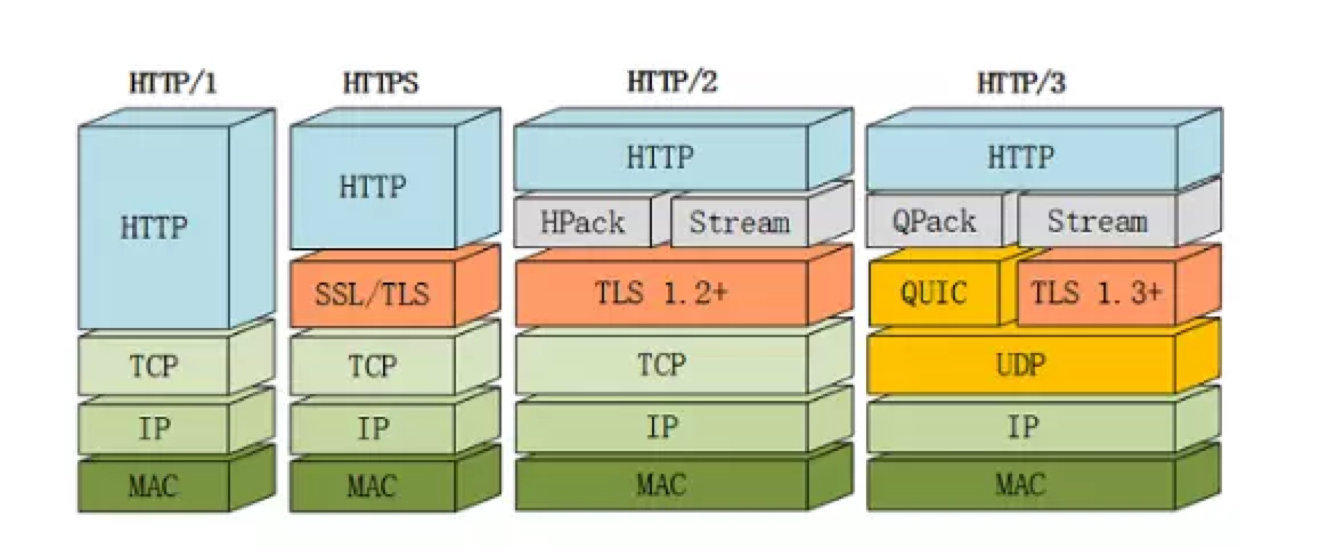 HTTP/1 HTTPS HTTP/2 HTTP/3
HTTP HTTP HTTP HTTP
HPack Stream QPack Stream
SSL/TLS TLS 1.2+ QUIC TLS 1.3+
TCP TCP TCP UDP
IP IP IP IP
MAC MAC MAC MAC